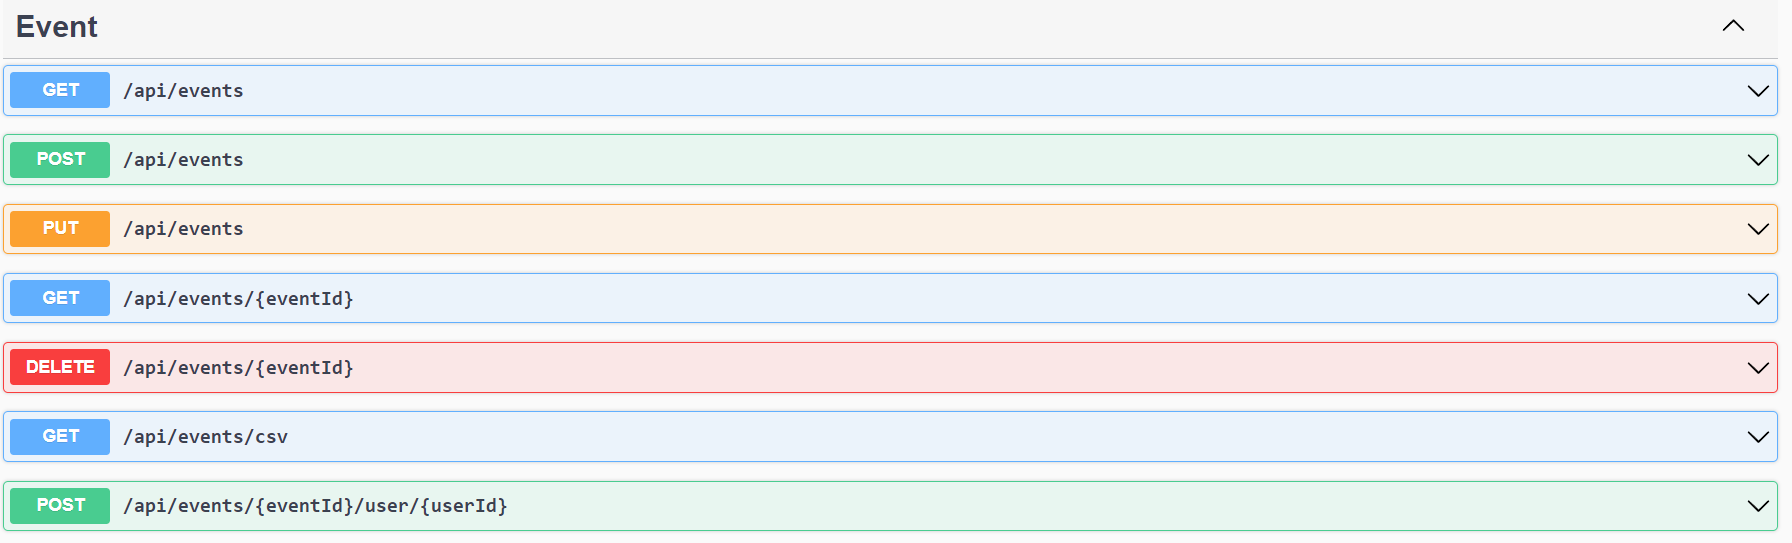 Event
GET /api/events
POST /api/events
PUT /api/events
GET /api/events/{eventId}
DELETE /api/events/{eventId}
GET /api/events/csv
POST /api/events/{eventId}/user/{userId}